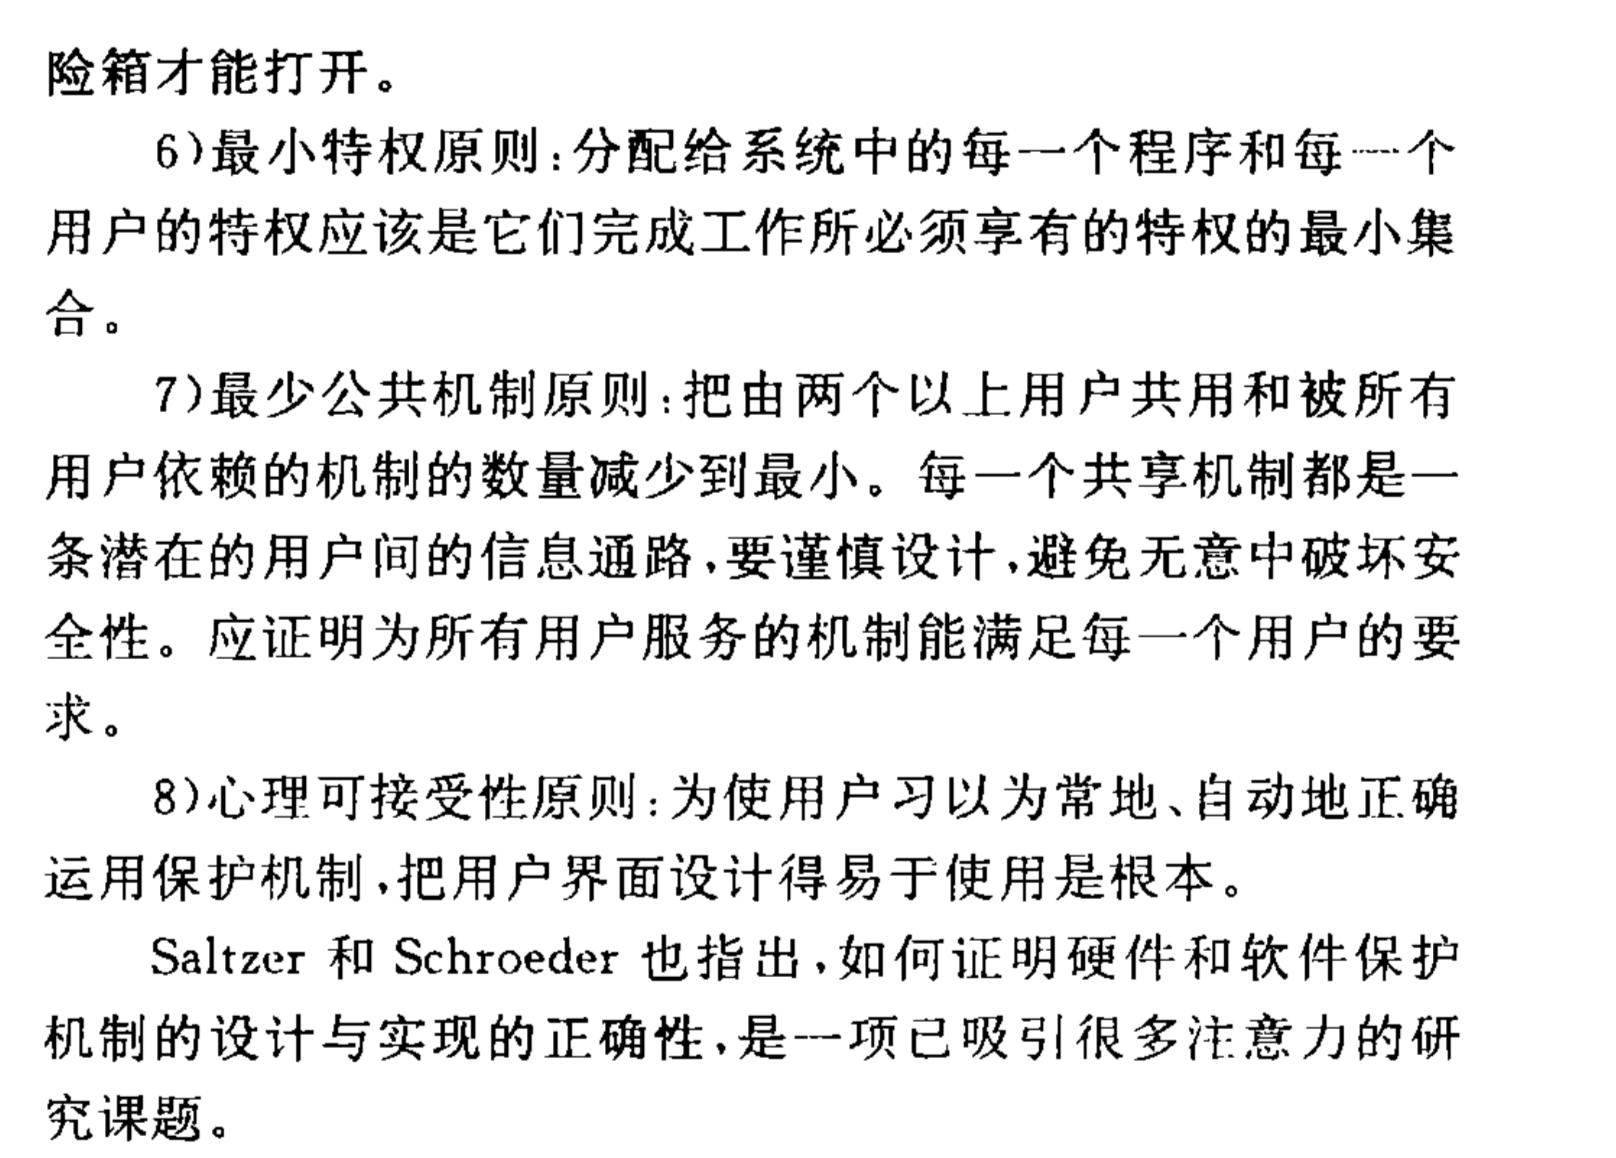 险箱才能打开。
6)最小特权原则:分配给系统中的每一个程序和每一个
用户的特权应该是它们完成工作所必须享有的特权的最小集
合。
7)最少公共机制原则:把由两个以上用户共用和被所有
用户依赖的机制的数量减少到最小。每一个共享机制都是一
条潜在的用户间的信息通路,要谨慎设计,避免无意中破坏安
全性。应证明为所有用户服务的机制能满足每一个用户的要
求。
8)心理可接受性原则:为使用户习以为常地、自动地正确
运用保护机制,把用户界面设计得易于使用是根本。
Saltzer 和 Schroeder 也指出,如何证明硬件和软件保护
机制的设计与实现的正确性,是一项已吸引很多注意力的研
究课题。